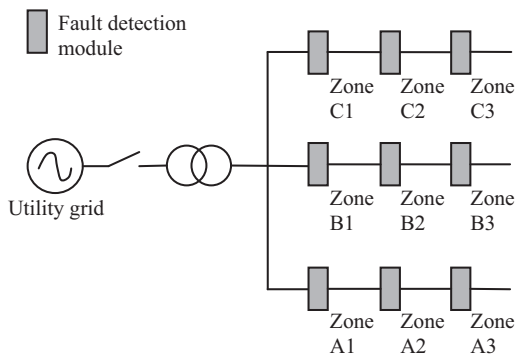 Fault detection
module
Zone
C1
Zone
C2
Zone
C3
Utility grid
Zone
B1
Zone
B2
Zone
B3
Zone
A1
Zone
A2
Zone
A3